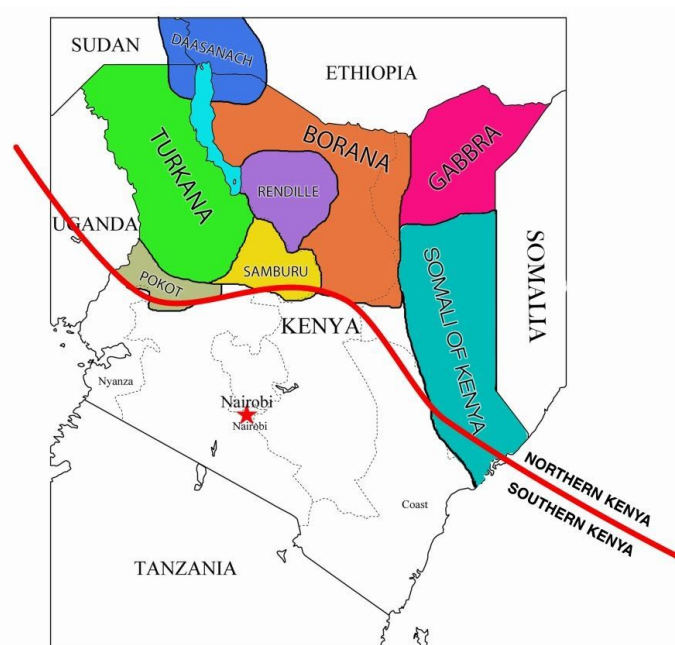 SUDAN
DAASANACH
ETHIOPIA
TURKANA
BORANA
GABBRA
RENDILLE
UGANDA
POKOT
SAMBURU
SOMALI OF KENYA
SOMALIA
KENYA
Nyanza
Nairobi
Nairobi
Coast
NORTHERN KENYA
SOUTHERN KENYA
TANZANIA